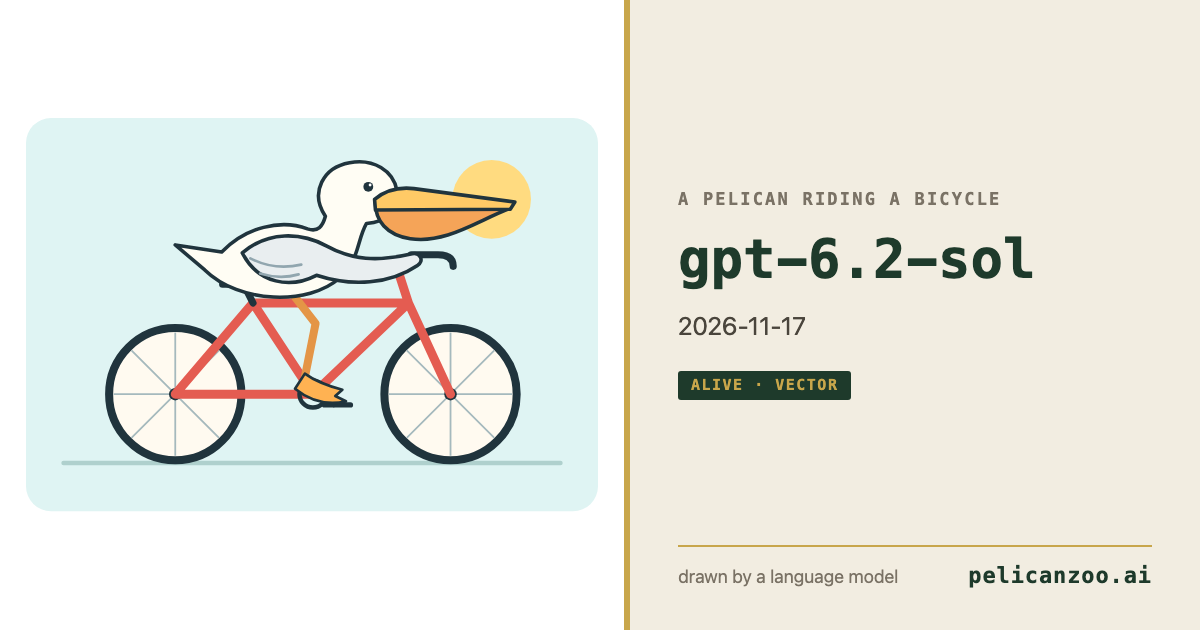 A PELICAN RIDING A BICYCLE
gpt-6.2-sol
2026-11-17
ALIVE · VECTOR
drawn by a language model
pelicanzoo.ai